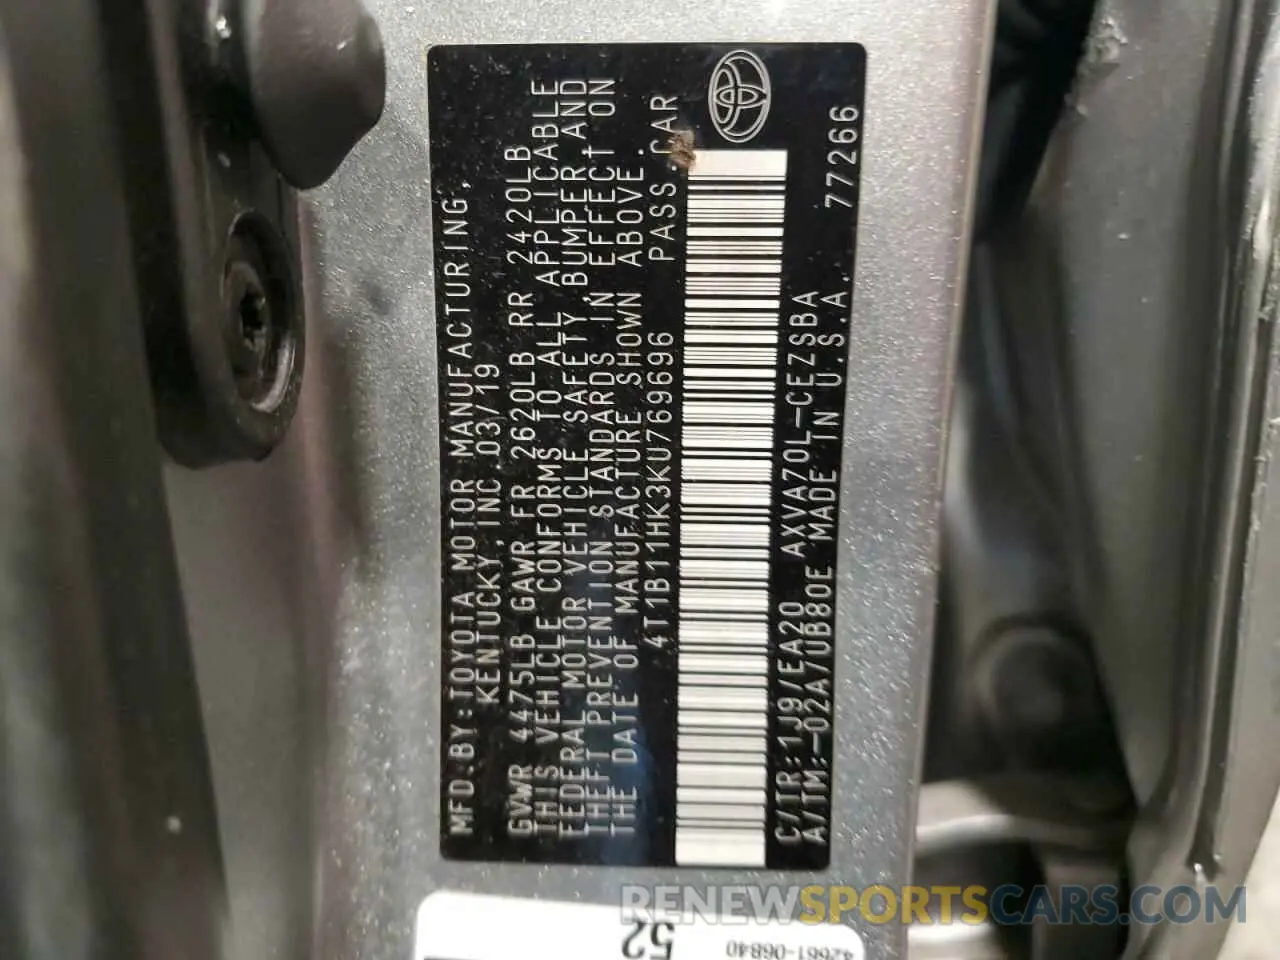 MFD.BY:TOYOTA MOTOR MANUFACTURING,
KENTUCKY,INC.03/19
GVWR 4475LB GAWR FR 2620LB RR 2420LB
THIS VEHICLE CONFORMS TO ALL APPLICABLE
FEDERAL MOTOR VEHICLE SAFETY,BUMPER,AND
THEFT PREVENTION STANDARDS IN EFFECT ON
THE DATE OF MANUFACTURE SHOWN ABOVE.
4T1B11HK3KU769696 PASS.CAR
C/TR:1J9/EA20 AXVA70L-CEZSBA
A/TM:-02A/UB80E MADE IN U.S.A. 77266
52
42661-06B40
RENEWSPORTSCARS.COM